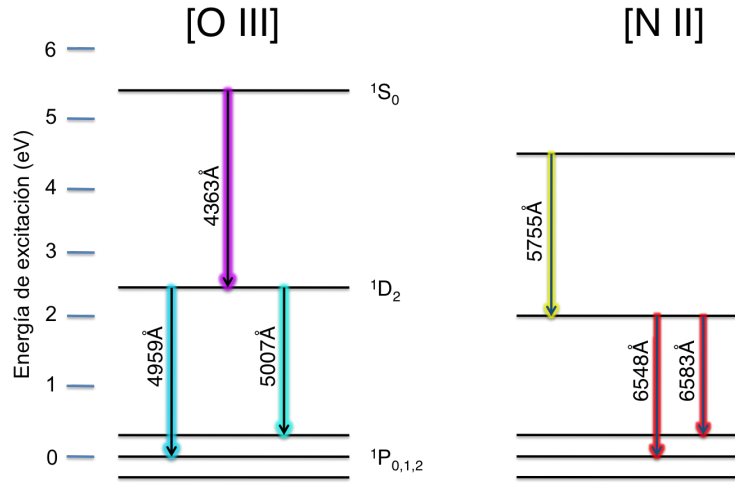 [O III]
[N II]
Energía de excitación (eV)
6
5
4
3
2
1
0
¹S₀
¹D₂
¹P₀,₁,₂
4363Å
4959Å
5007Å
5755Å
6548Å
6583Å